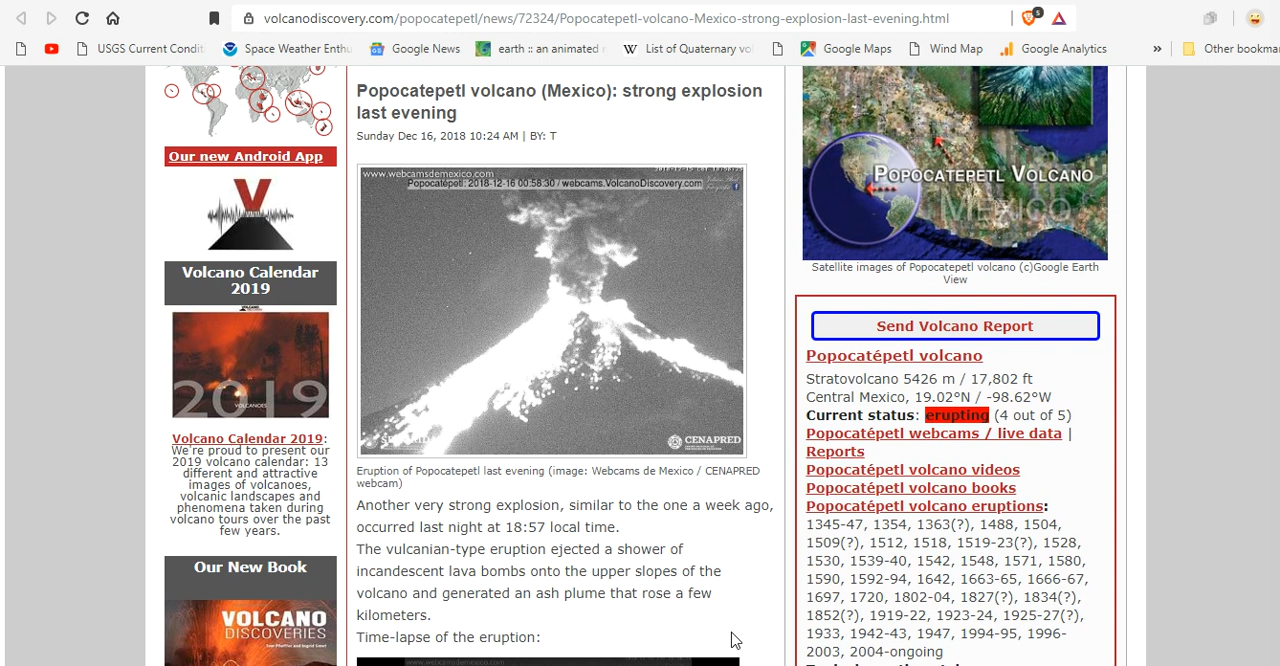 volcanodiscovery.com/popocatepetl/news/72324/Popocatepetl-volcano-Mexico-strong-explosion-last-evening.html
5
USGS Current Condit
Space Weather Enthu
Google News
earth :: an animated
W List of Quaternary vo
Google Maps
Wind Map
Google Analytics
»
Other bookma
Our new Android App
Volcano Calendar
2019
2019
VOLCANOES
Volcano Calendar 2019:
We're proud to present our
2019 volcano calendar: 13
different and attractive
images of volcanoes,
volcanic landscapes and
phenomena taken during
volcano tours over the past
few years.
Our New Book
VOLCANO
DISCOVERIES
Popocatepetl volcano (Mexico): strong explosion
last evening
Sunday Dec 16, 2018 10:24 AM | BY: T
www.webcamsdemexico.com
Popocatépetl: 2018-12-16 00:58:30 / webcams.VolcanoDiscovery.com
CENAPRED
Eruption of Popocatepetl last evening (image: Webcams de Mexico / CENAPRED
webcam)
Another very strong explosion, similar to the one a week ago,
occurred last night at 18:57 local time.
The vulcanian-type eruption ejected a shower of
incandescent lava bombs onto the upper slopes of the
volcano and generated an ash plume that rose a few
kilometers.
Time-lapse of the eruption:
www.webcamsdemexico.com
POPOCATEPETL VOLCANO
MEXICO
Satellite images of Popocatepetl volcano (c)Google Earth
View
Send Volcano Report
Popocatépetl volcano
Stratovolcano 5426 m / 17,802 ft
Central Mexico, 19.02°N / -98.62°W
Current status: erupting (4 out of 5)
Popocatépetl webcams / live data |
Reports
Popocatépetl volcano videos
Popocatépetl volcano books
Popocatépetl volcano eruptions:
1345-47, 1354, 1363(?), 1488, 1504,
1509(?), 1512, 1518, 1519-23(?), 1528,
1530, 1539-40, 1542, 1548, 1571, 1580,
1590, 1592-94, 1642, 1663-65, 1666-67,
1697, 1720, 1802-04, 1827(?), 1834(?),
1852(?), 1919-22, 1923-24, 1925-27(?),
1933, 1942-43, 1947, 1994-95, 1996-
2003, 2004-ongoing